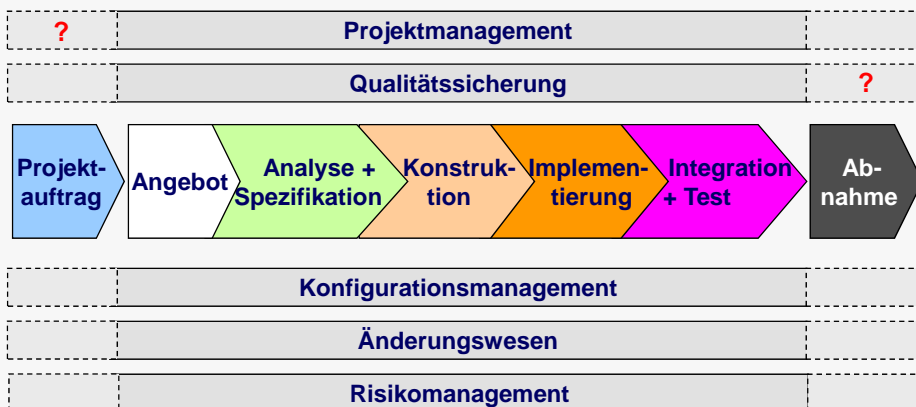 ? Projektmanagement
Qualitätssicherung ?
Projekt-
auftrag
Angebot
Analyse +
Spezifikation
Konstruk-
tion
Implemen-
tierung
Integration
+ Test
Ab-
nahme
Konfigurationsmanagement
Änderungswesen
Risikomanagement